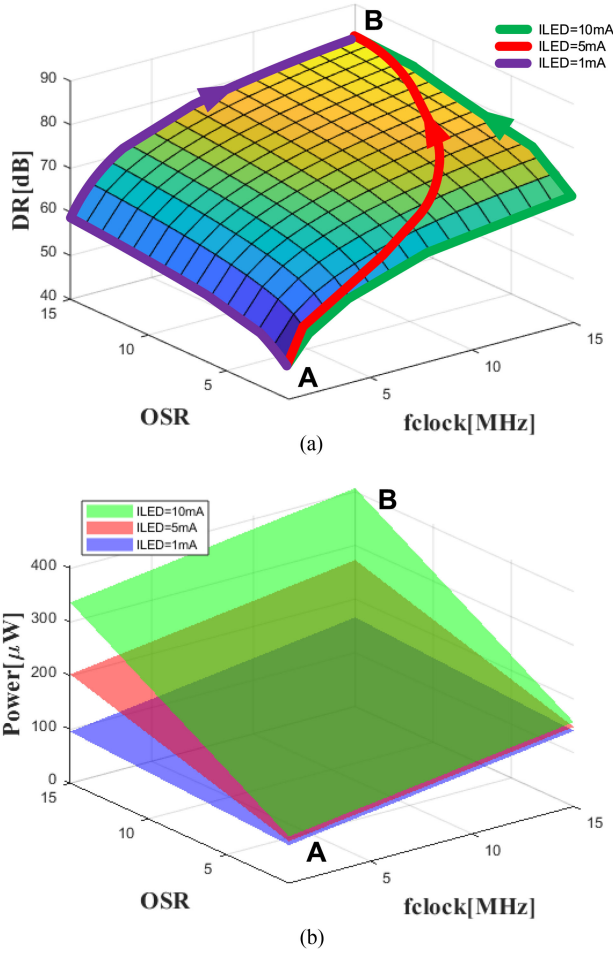 B
ILED=10mA
ILED=5mA
ILED=1mA
90
80
70
60
50
40
DR[dB]
15
10
5
OSR
A
5
10
15
fclock[MHz]
(a)
ILED=10mA
ILED=5mA
ILED=1mA
B
400
300
200
100
0
Power[μW]
15
10
5
OSR
A
5
10
15
fclock[MHz]
(b)